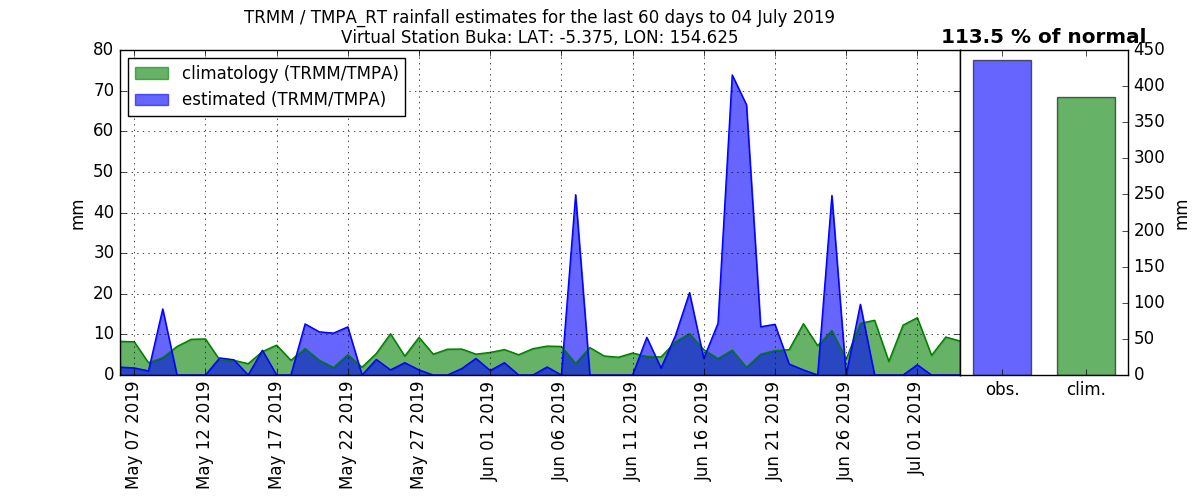 TRMM / TMPA_RT rainfall estimates for the last 60 days to 04 July 2019
Virtual Station Buka: LAT: -5.375, LON: 154.625
113.5 % of normal
climatology (TRMM/TMPA)
estimated (TRMM/TMPA)
80
70
60
50
40
30
20
10
0
mm
May 07 2019
May 12 2019
May 17 2019
May 22 2019
May 27 2019
Jun 01 2019
Jun 06 2019
Jun 11 2019
Jun 16 2019
Jun 21 2019
Jun 26 2019
Jul 01 2019
obs.
clim.
450
400
350
300
250
200
150
100
50
0
mm